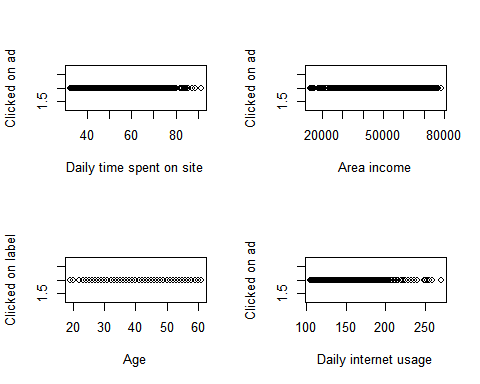 Clicked on ad
1.5
40 60 80
Daily time spent on site
Clicked on ad
1.5
20000 50000 80000
Area income
Clicked on label
1.5
20 30 40 50 60
Age
Clicked on ad
1.5
100 150 200 250
Daily internet usage